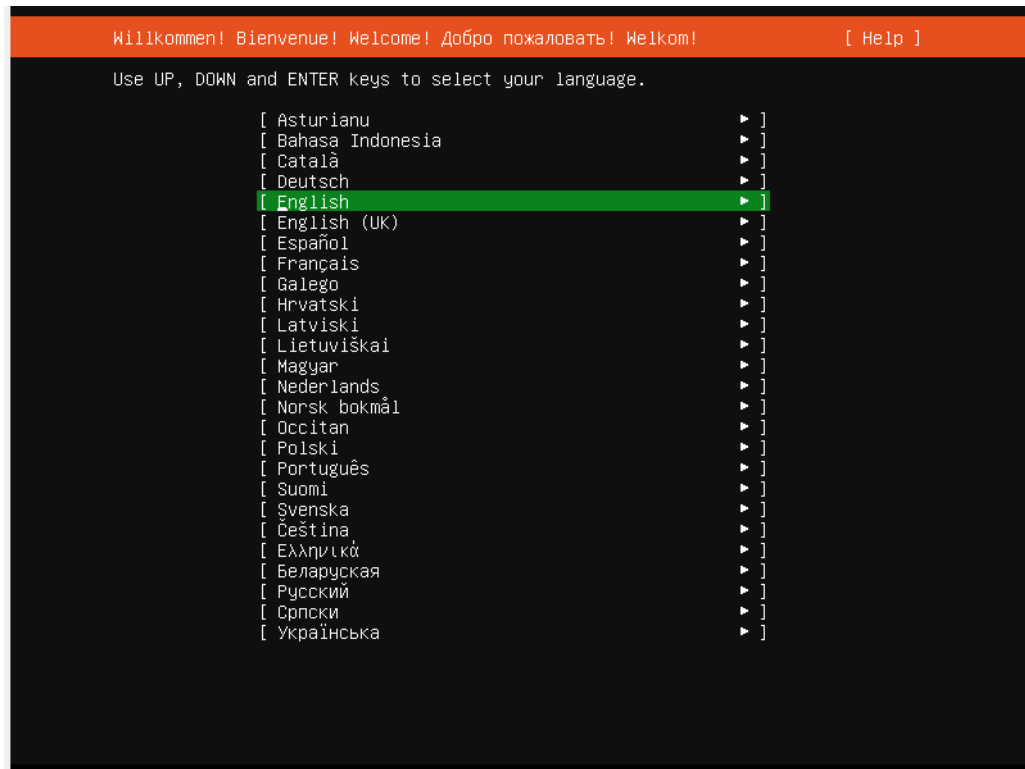 Willkommen! Bienvenue! Welcome! Добро пожаловать! Welkom! [ Help ]
Use UP, DOWN and ENTER keys to select your language.
[ Asturianu ▸ ]
[ Bahasa Indonesia ▸ ]
[ Català ▸ ]
[ Deutsch ▸ ]
[ English ▸ ]
[ English (UK) ▸ ]
[ Español ▸ ]
[ Français ▸ ]
[ Galego ▸ ]
[ Hrvatski ▸ ]
[ Latviski ▸ ]
[ Lietuviškai ▸ ]
[ Magyar ▸ ]
[ Nederlands ▸ ]
[ Norsk bokmål ▸ ]
[ Occitan ▸ ]
[ Polski ▸ ]
[ Português ▸ ]
[ Suomi ▸ ]
[ Svenska ▸ ]
[ Čeština ▸ ]
[ Ελληνικά ▸ ]
[ Беларуская ▸ ]
[ Русский ▸ ]
[ Српски ▸ ]
[ Українська ▸ ]